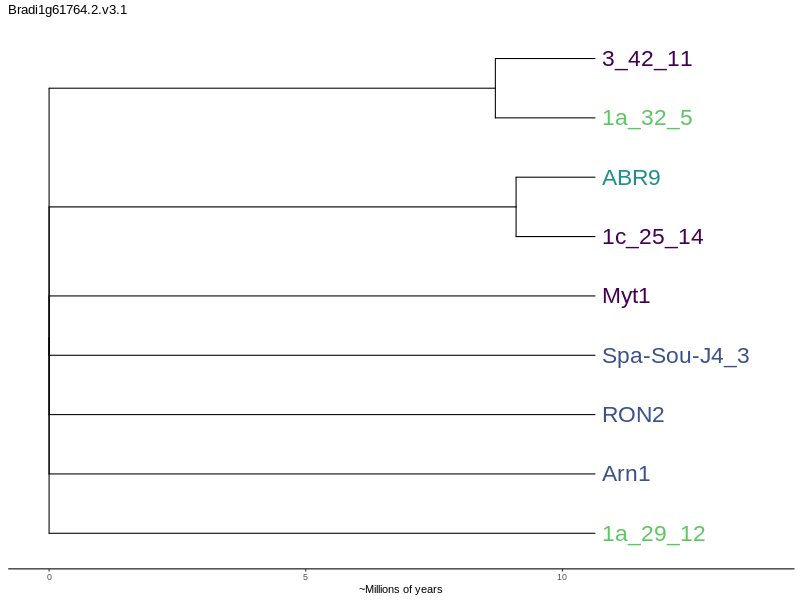 Bradi1g61764.2.v3.1
3_42_11
1a_32_5
ABR9
1c_25_14
Myt1
Spa-Sou-J4_3
RON2
Arn1
1a_29_12
0 5 10
~Millions of years